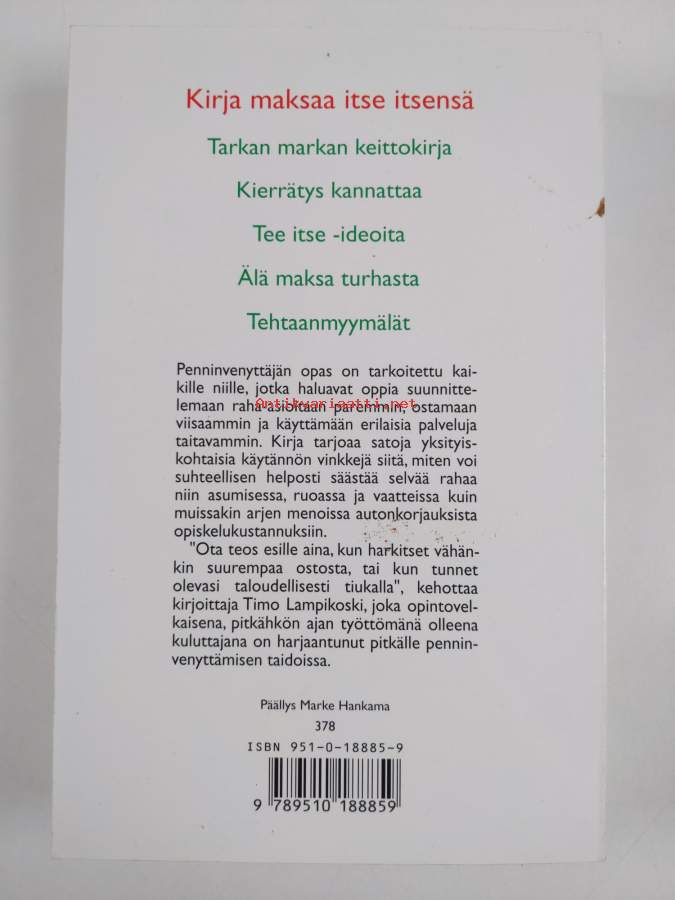 Kirja maksaa itse itsensä
Tarkan markan keittokirja
Kierrätys kannattaa
Tee itse -ideoita
Älä maksa turhasta
Tehtaanmyymälät
Penninvenyttäjän opas on tarkoitettu kai-
kille niille, jotka haluavat oppia suunnitte-
lemaan raha-asioitaan paremmin, ostamaan
Antikvariaatti.net
viisaammin ja käyttämään erilaisia palveluja
taitavammin. Kirja tarjoaa satoja yksityis-
kohtaisia käytännön vinkkejä siitä, miten voi
suhteellisen helposti säästää selvää rahaa
niin asumisessa, ruoassa ja vaatteissa kuin
muissakin arjen menoissa autonkorjauksista
opiskelukustannuksiin.
"Ota teos esille aina, kun harkitset vähän-
kin suurempaa ostosta, tai kun tunnet
olevasi taloudellisesti tiukalla", kehottaa
kirjoittaja Timo Lampikoski, joka opintovel-
kaisena, pitkähkön ajan työttömänä olleena
kuluttajana on harjaantunut pitkälle pennin-
venyttämisen taidoissa.
Päällys Marke Hankama
378
ISBN 951-0-18885-9
9 789510 188859